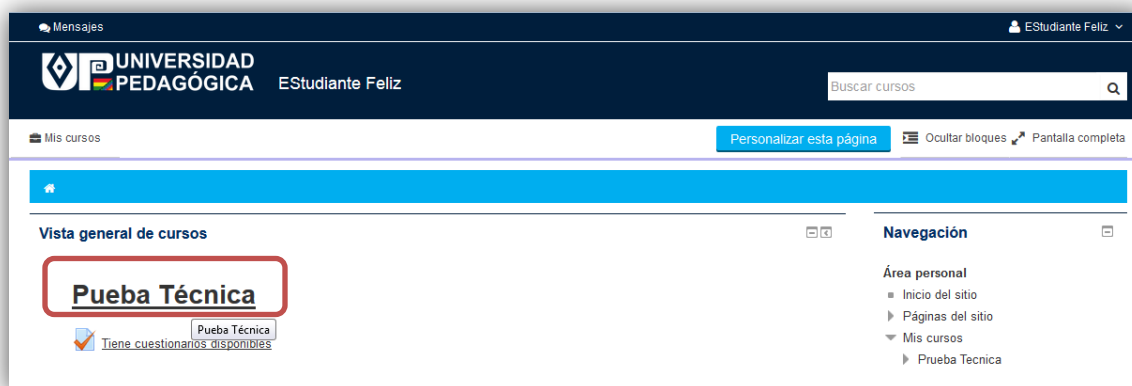 Mensajes
EStudiante Feliz
UNIVERSIDAD
PEDAGÓGICA
EStudiante Feliz
Buscar cursos
Mis cursos
Personalizar esta página
Ocultar bloques
Pantalla completa
Vista general de cursos
Pueba Técnica
Pueba Técnica
Tiene cuestionarios disponibles
Navegación
Área personal
Inicio del sitio
Páginas del sitio
Mis cursos
Prueba Tecnica